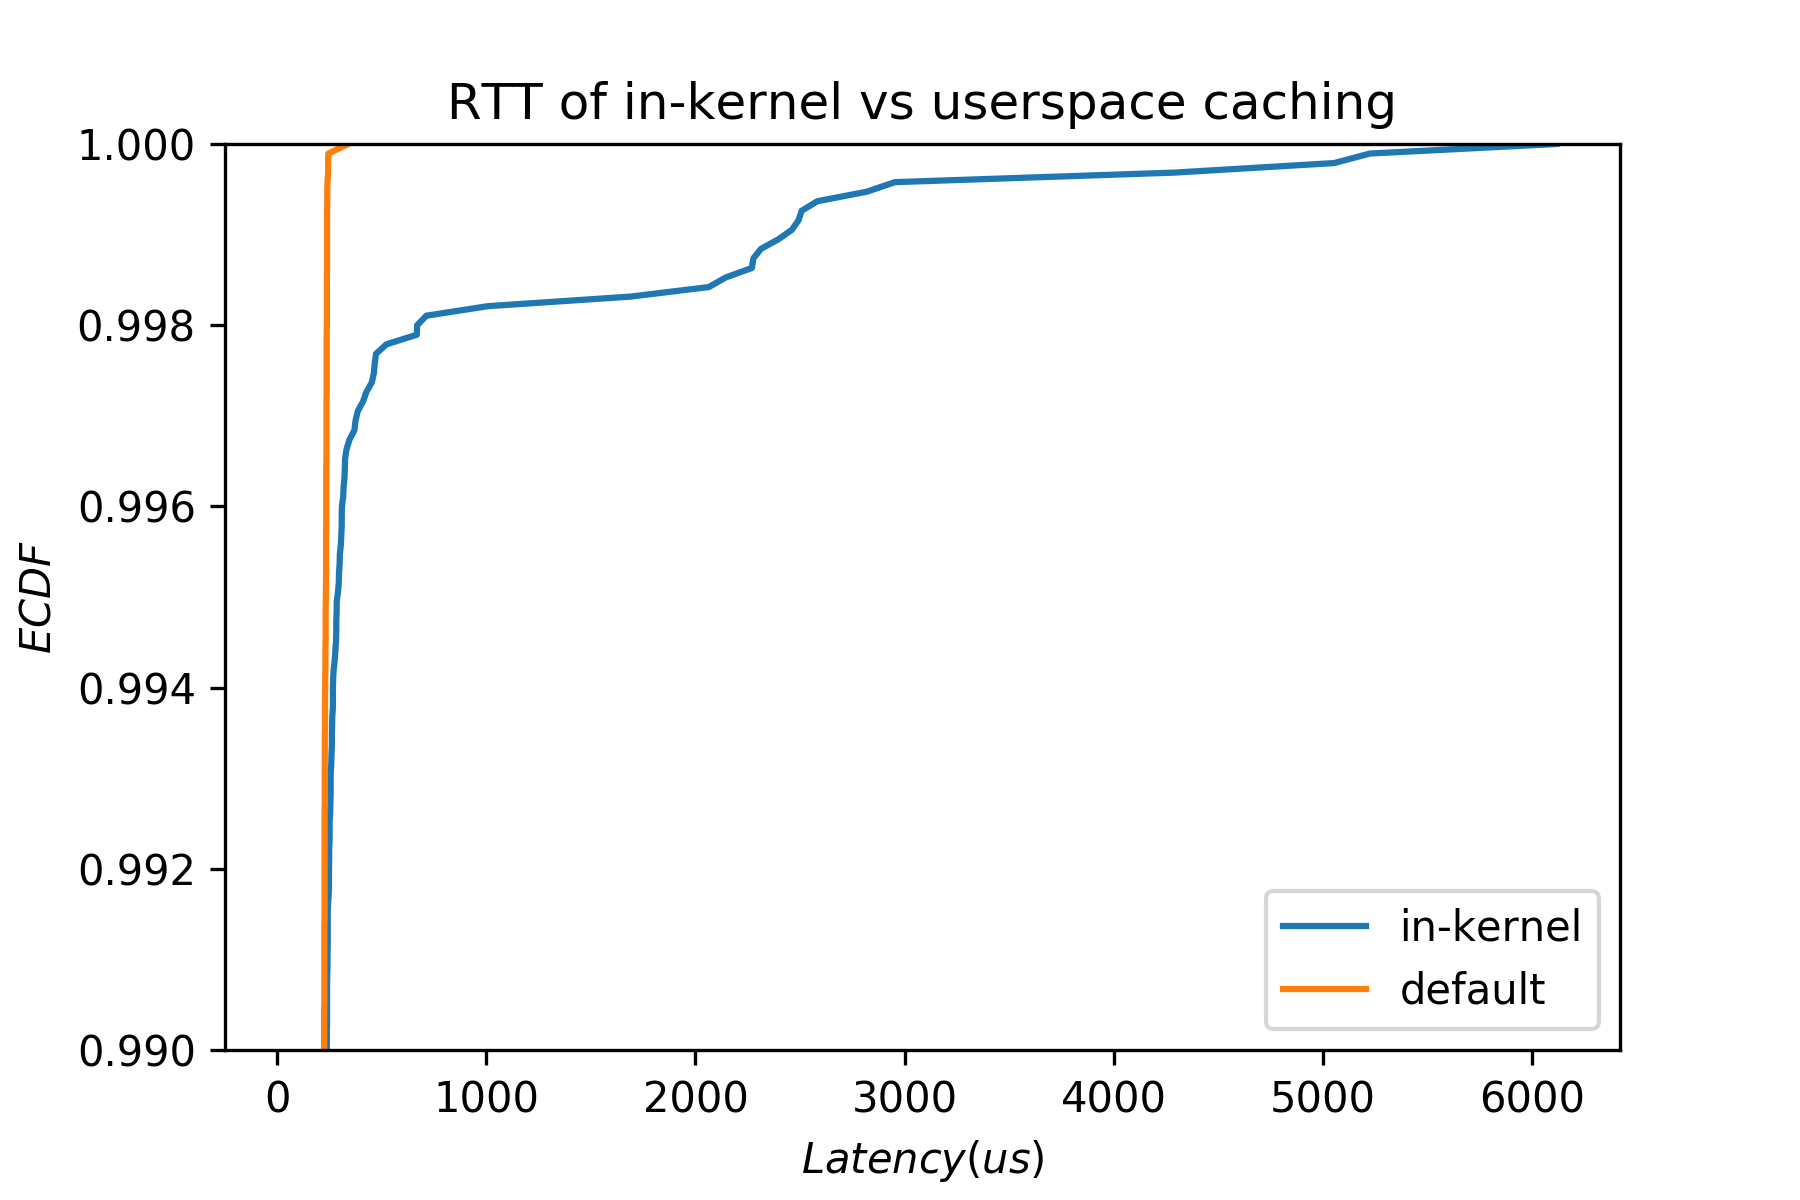 RTT of in-kernel vs userspace caching
1.000
0.998
0.996
0.994
0.992
0.990
ECDF
in-kernel
default
0 1000 2000 3000 4000 5000 6000
Latency(us)